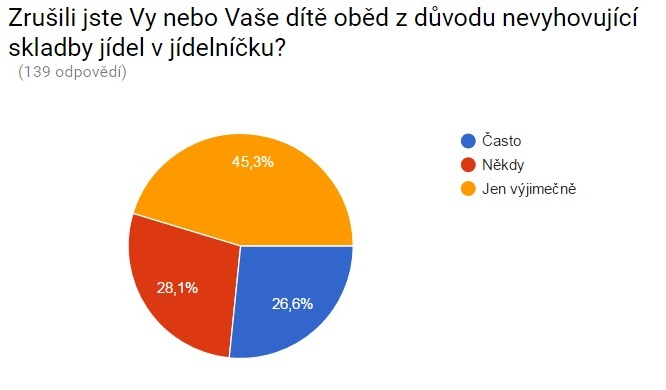 Zrušili jste Vy nebo Vaše dítě oběd z důvodu nevyhovující
skladby jídel v jídelníčku?
(139 odpovědí)
Často
Někdy
Jen výjimečně
45,3%
28,1%
26,6%